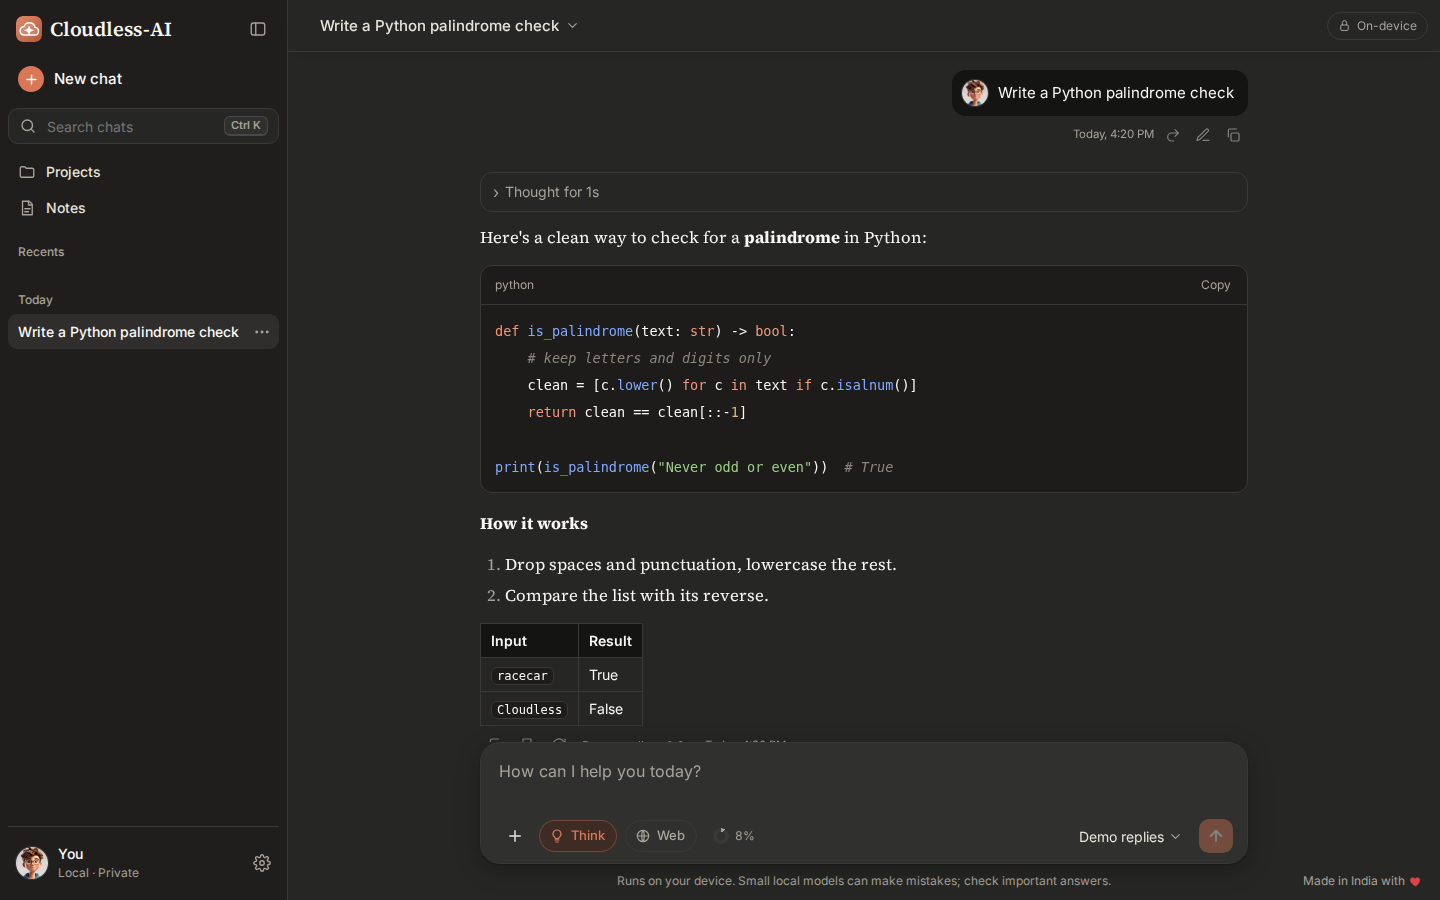 Cloudless-AI
New chat
Search chats
Ctrl K
Projects
Notes
Recents
Today
Write a Python palindrome check
You
Local · Private
Write a Python palindrome check
On-device
Write a Python palindrome check
Today, 4:20 PM
Thought for 1s
Here's a clean way to check for a palindrome in Python:
python
Copy
def is_palindrome(text: str) -> bool:
    # keep letters and digits only
    clean = [c.lower() for c in text if c.isalnum()]
    return clean == clean[::-1]
print(is_palindrome("Never odd or even"))  # True
How it works
1. Drop spaces and punctuation, lowercase the rest.
2. Compare the list with its reverse.
Input Result
racecar True
Cloudless False
How can I help you today?
Think
Web
8%
Demo replies
Runs on your device. Small local models can make mistakes; check important answers.
Made in India with